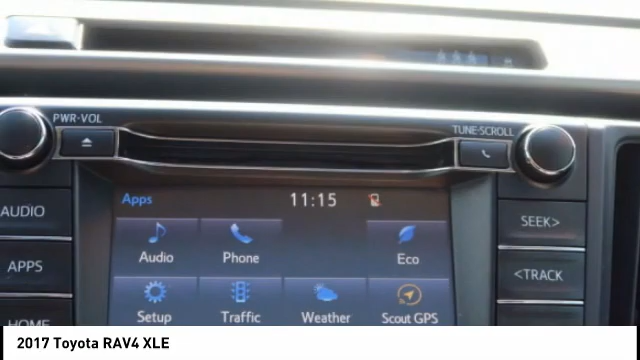 PWR-VOL
TUNE-SCROLL
Apps 11:15
AUDIO
SEEK>
Audio Phone Eco
APPS
<TRACK
Setup Traffic Weather Scout GPS
HOME
2017 Toyota RAV4 XLE